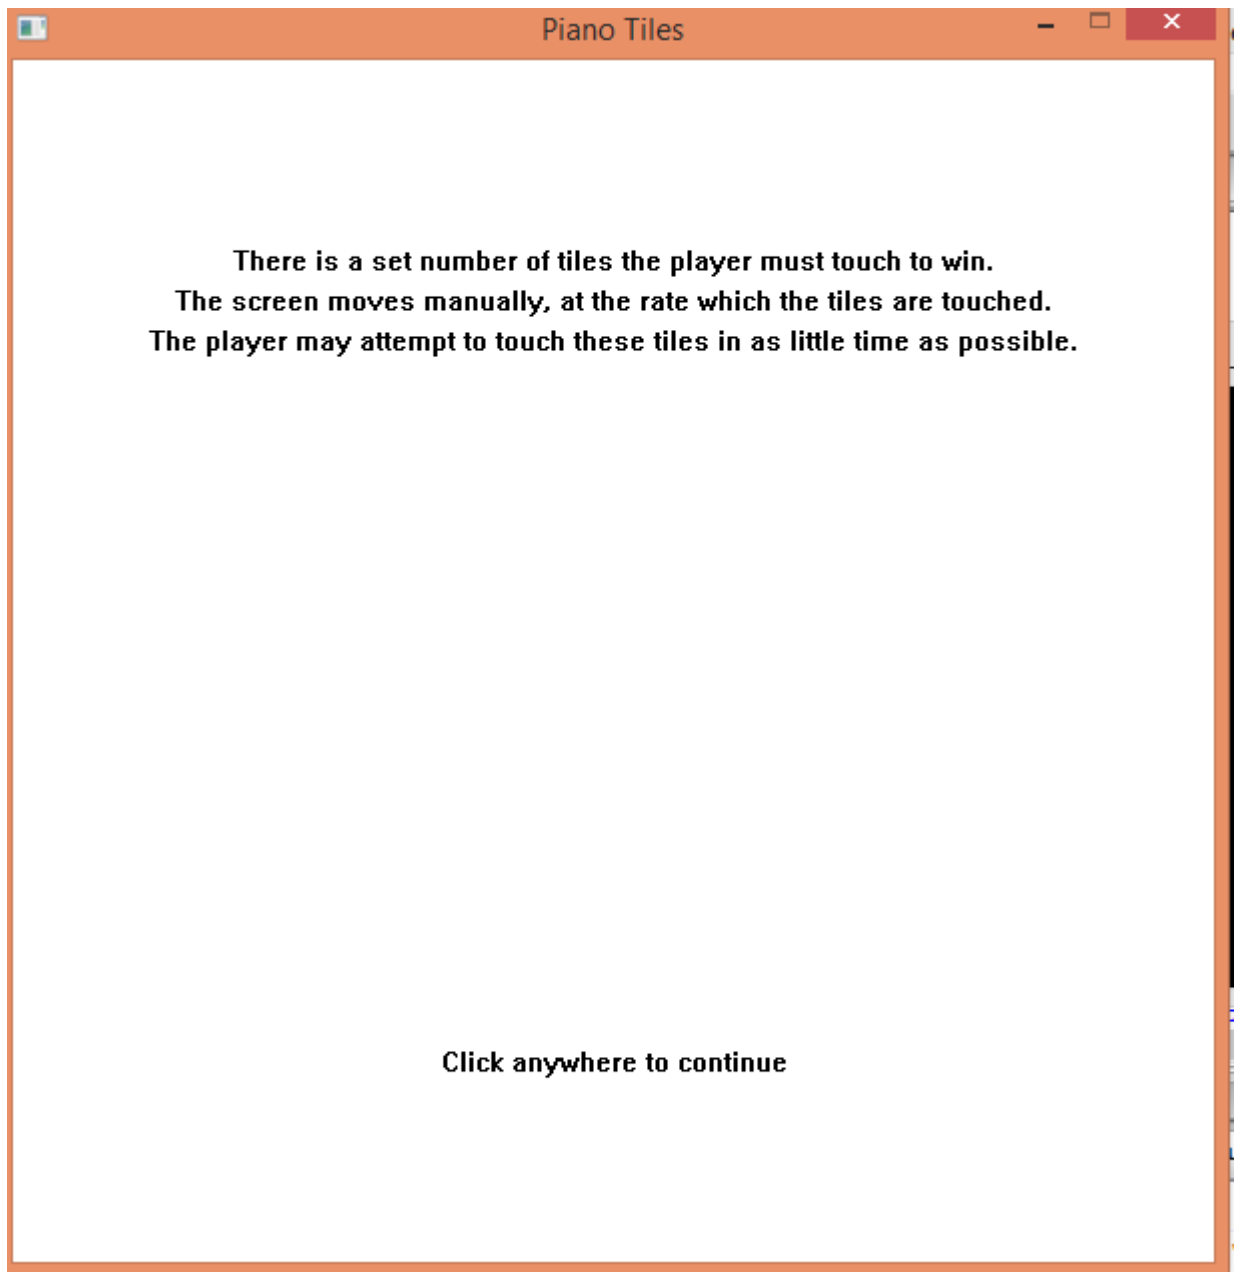 Piano Tiles
There is a set number of tiles the player must touch to win.
The screen moves manually, at the rate which the tiles are touched.
The player may attempt to touch these tiles in as little time as possible.
Click anywhere to continue